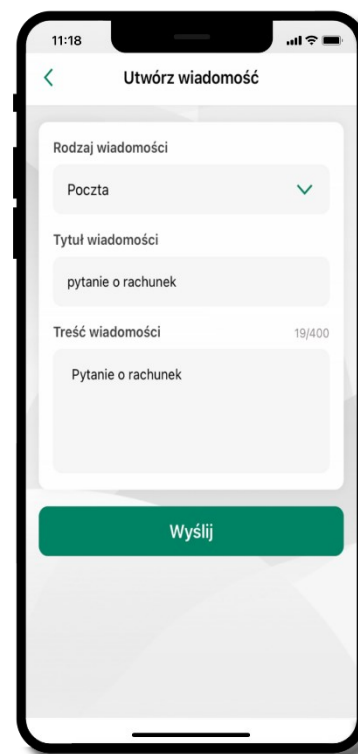 11:18
Utwórz wiadomość
Rodzaj wiadomości
Poczta
Tytuł wiadomości
pytanie o rachunek
Treść wiadomości 19/400
Pytanie o rachunek
Wyślij